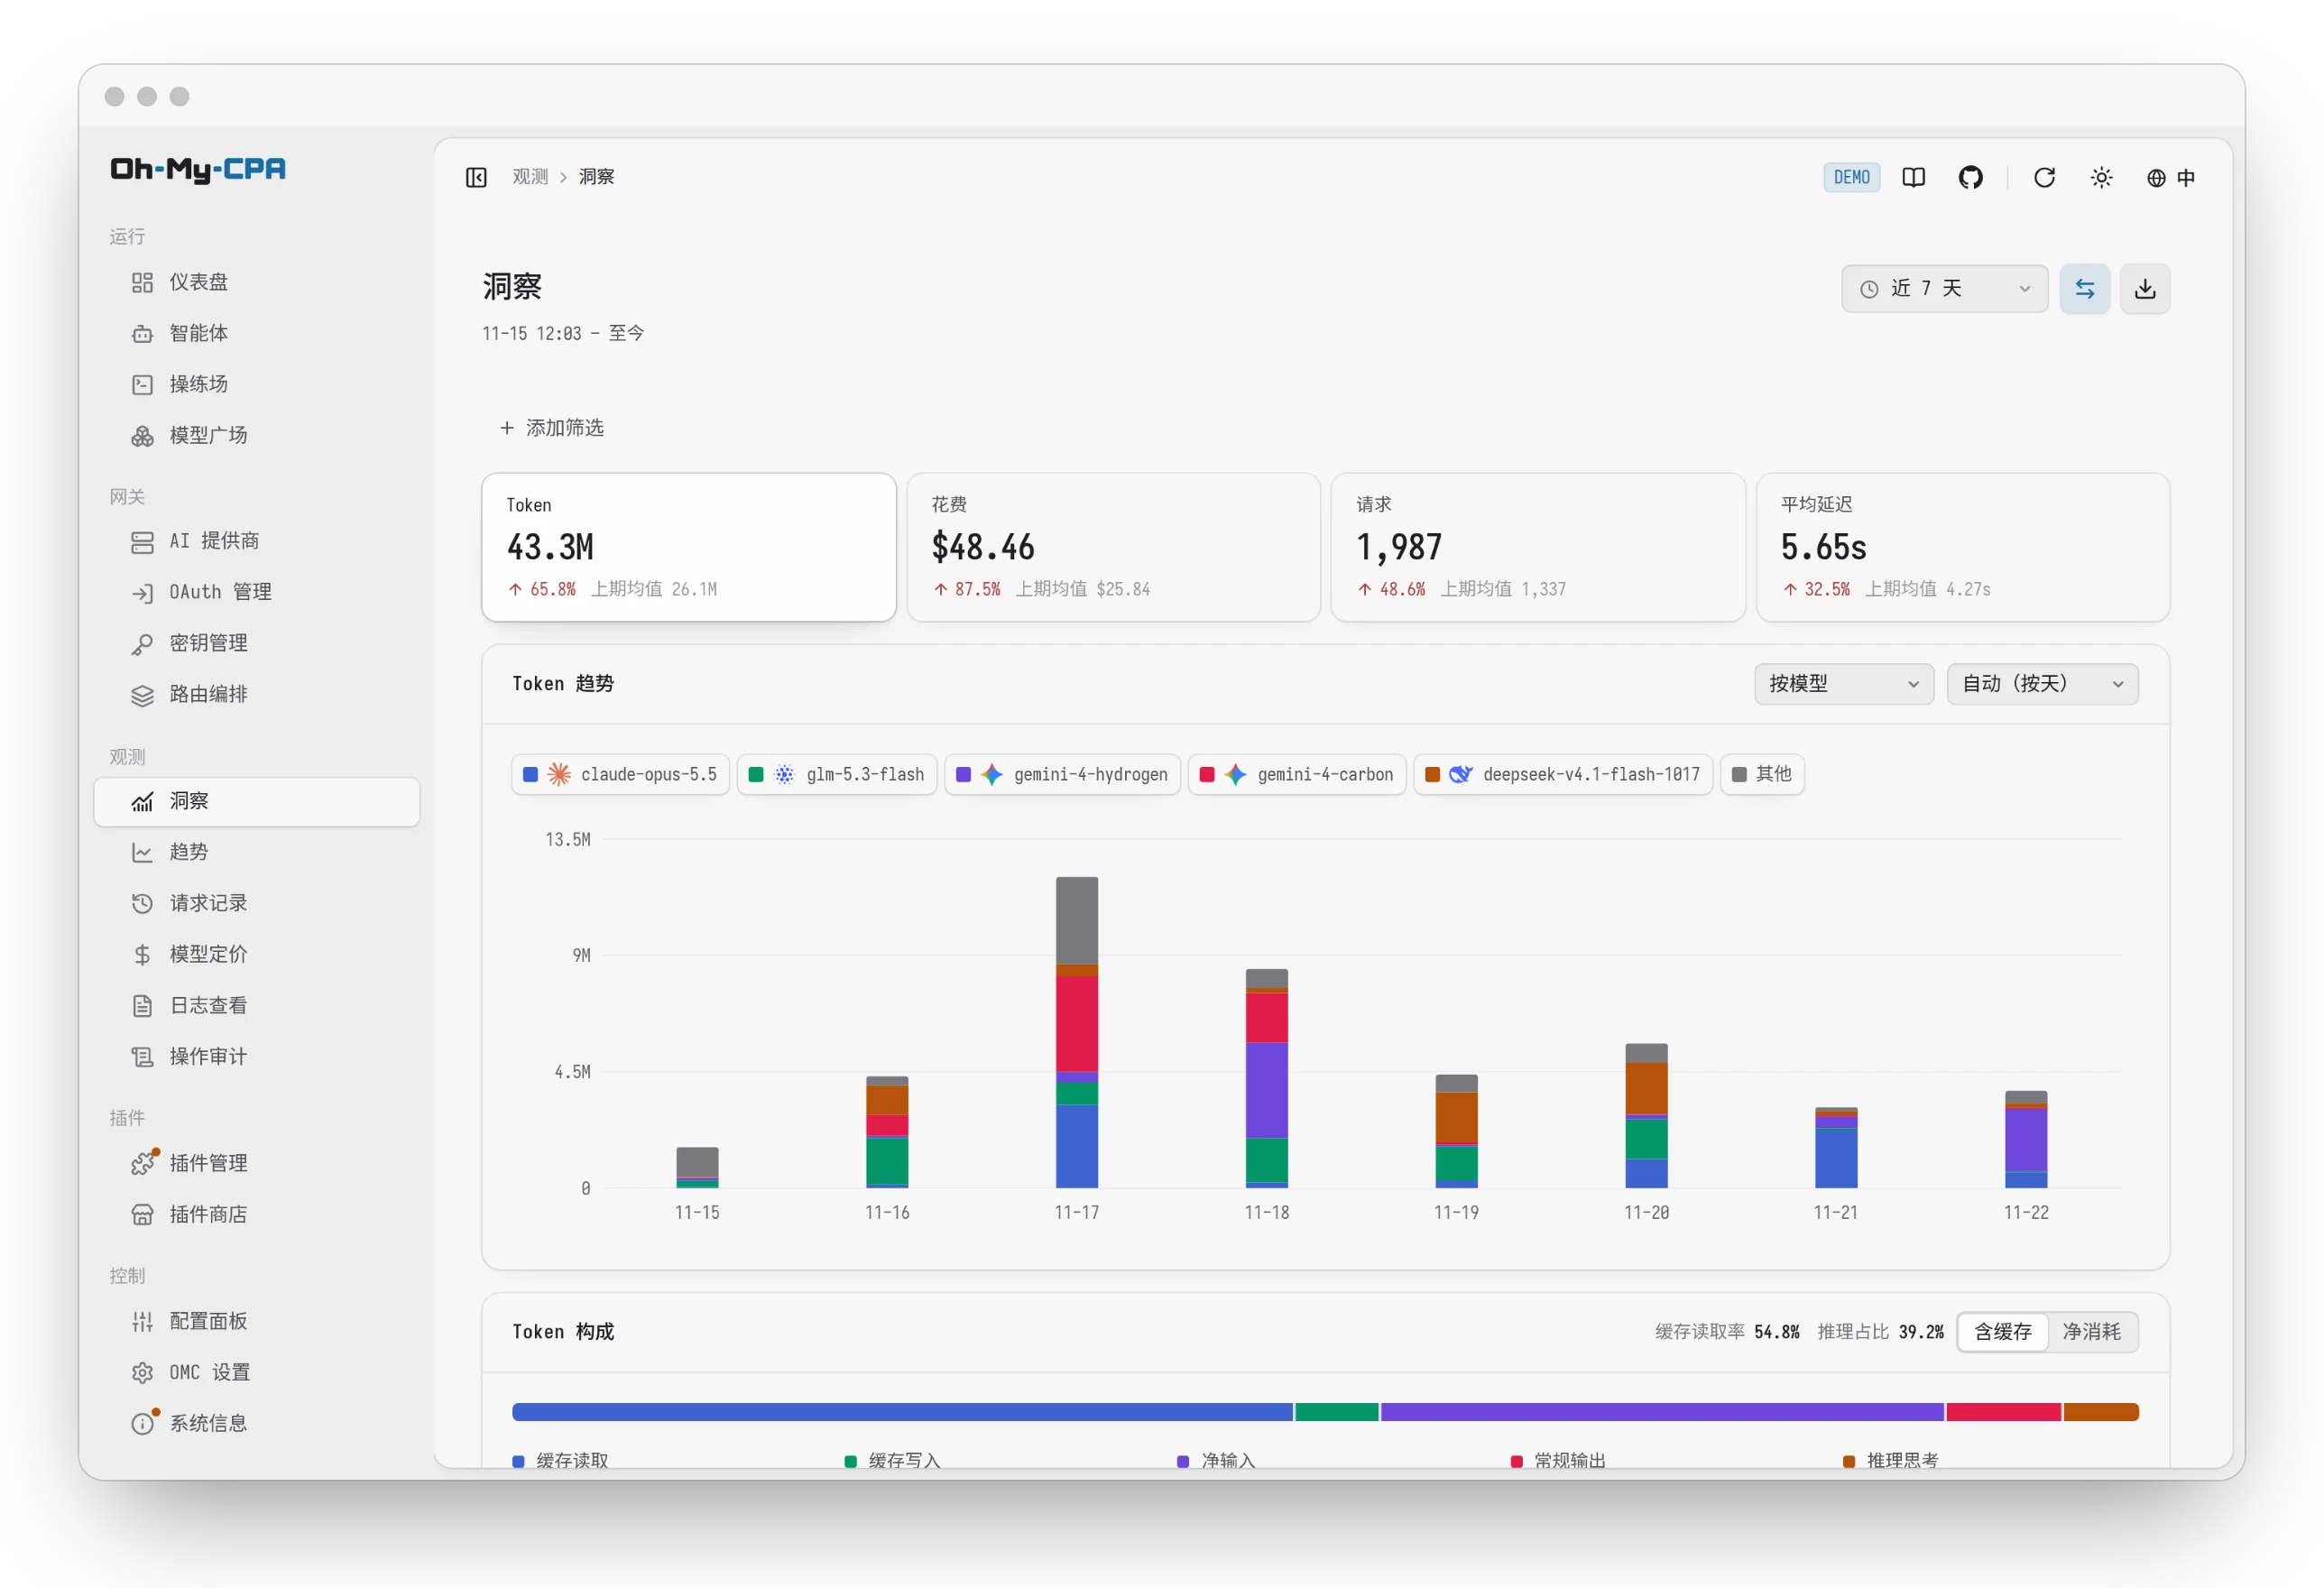 Oh-My-CPA
运行
仪表盘
智能体
操练场
模型广场
网关
AI 提供商
OAuth 管理
密钥管理
路由编排
观测
洞察
趋势
请求记录
模型定价
日志查看
操作审计
插件
插件管理
插件商店
控制
配置面板
OMC 设置
系统信息
观测 > 洞察
DEMO
中
洞察
近 7 天
11-15 12:03 – 至今
+ 添加筛选
Token
43.3M
↑ 65.8% 上期均值 26.1M
花费
$48.46
↑ 87.5% 上期均值 $25.84
请求
1,987
↑ 48.6% 上期均值 1,337
平均延迟
5.65s
↑ 32.5% 上期均值 4.27s
Token 趋势
按模型
自动（按天）
claude-opus-5.5
glm-5.3-flash
gemini-4-hydrogen
gemini-4-carbon
deepseek-v4.1-flash-1017
其他
13.5M
9M
4.5M
0
11-15
11-16
11-17
11-18
11-19
11-20
11-21
11-22
Token 构成
缓存读取率 54.8% 推理占比 39.2%
含缓存
净消耗
缓存读取
缓存写入
净输入
常规输出
推理思考